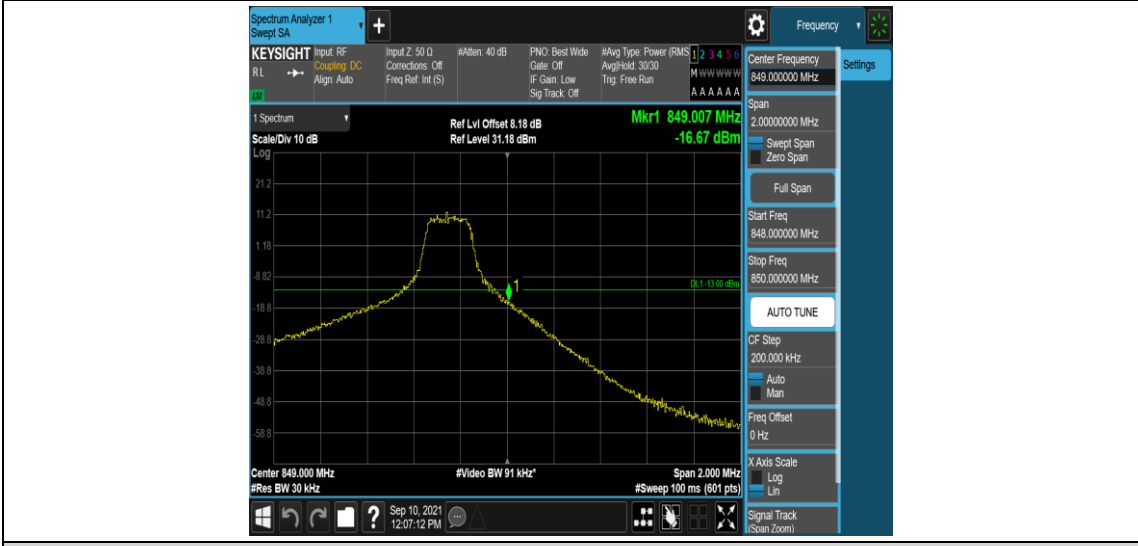 Spectrum Analyzer 1
Swept SA
+
Frequency
KEYSIGHT
RL
Input: RF
Coupling: DC
Align: Auto
Input Z: 50 Ω
Corrections: Off
Freq Ref: Int (S)
#Atten: 40 dB
PNO: Best Wide
Gate: Off
IF Gain: Low
Sig Track: Off
#Avg Type: Power (RMS
Avg|Hold: 30/30
Trig: Free Run
1 2 3 4 5 6
M W W W W W
A A A A A A
1 Spectrum
Scale/Div 10 dB
Log
Ref Lvl Offset 8.18 dB
Ref Level 31.18 dBm
Mkr1 849.007 MHz
-16.67 dBm
21.2
11.2
1.18
-8.82
-18.8
-28.8
-38.8
-48.8
-58.8
1
DL1 -13.00 dBm
Center 849.000 MHz
#Res BW 30 kHz
#Video BW 91 kHz*
Span 2.000 MHz
#Sweep 100 ms (601 pts)
?
Sep 10, 2021
12:07:12 PM
Center Frequency
849.000000 MHz
Settings
Span
2.00000000 MHz
Swept Span
Zero Span
Full Span
Start Freq
848.000000 MHz
Stop Freq
850.000000 MHz
AUTO TUNE
CF Step
200.000 kHz
Auto
Man
Freq Offset
0 Hz
X Axis Scale
Log
Lin
Signal Track
(Span Zoom)